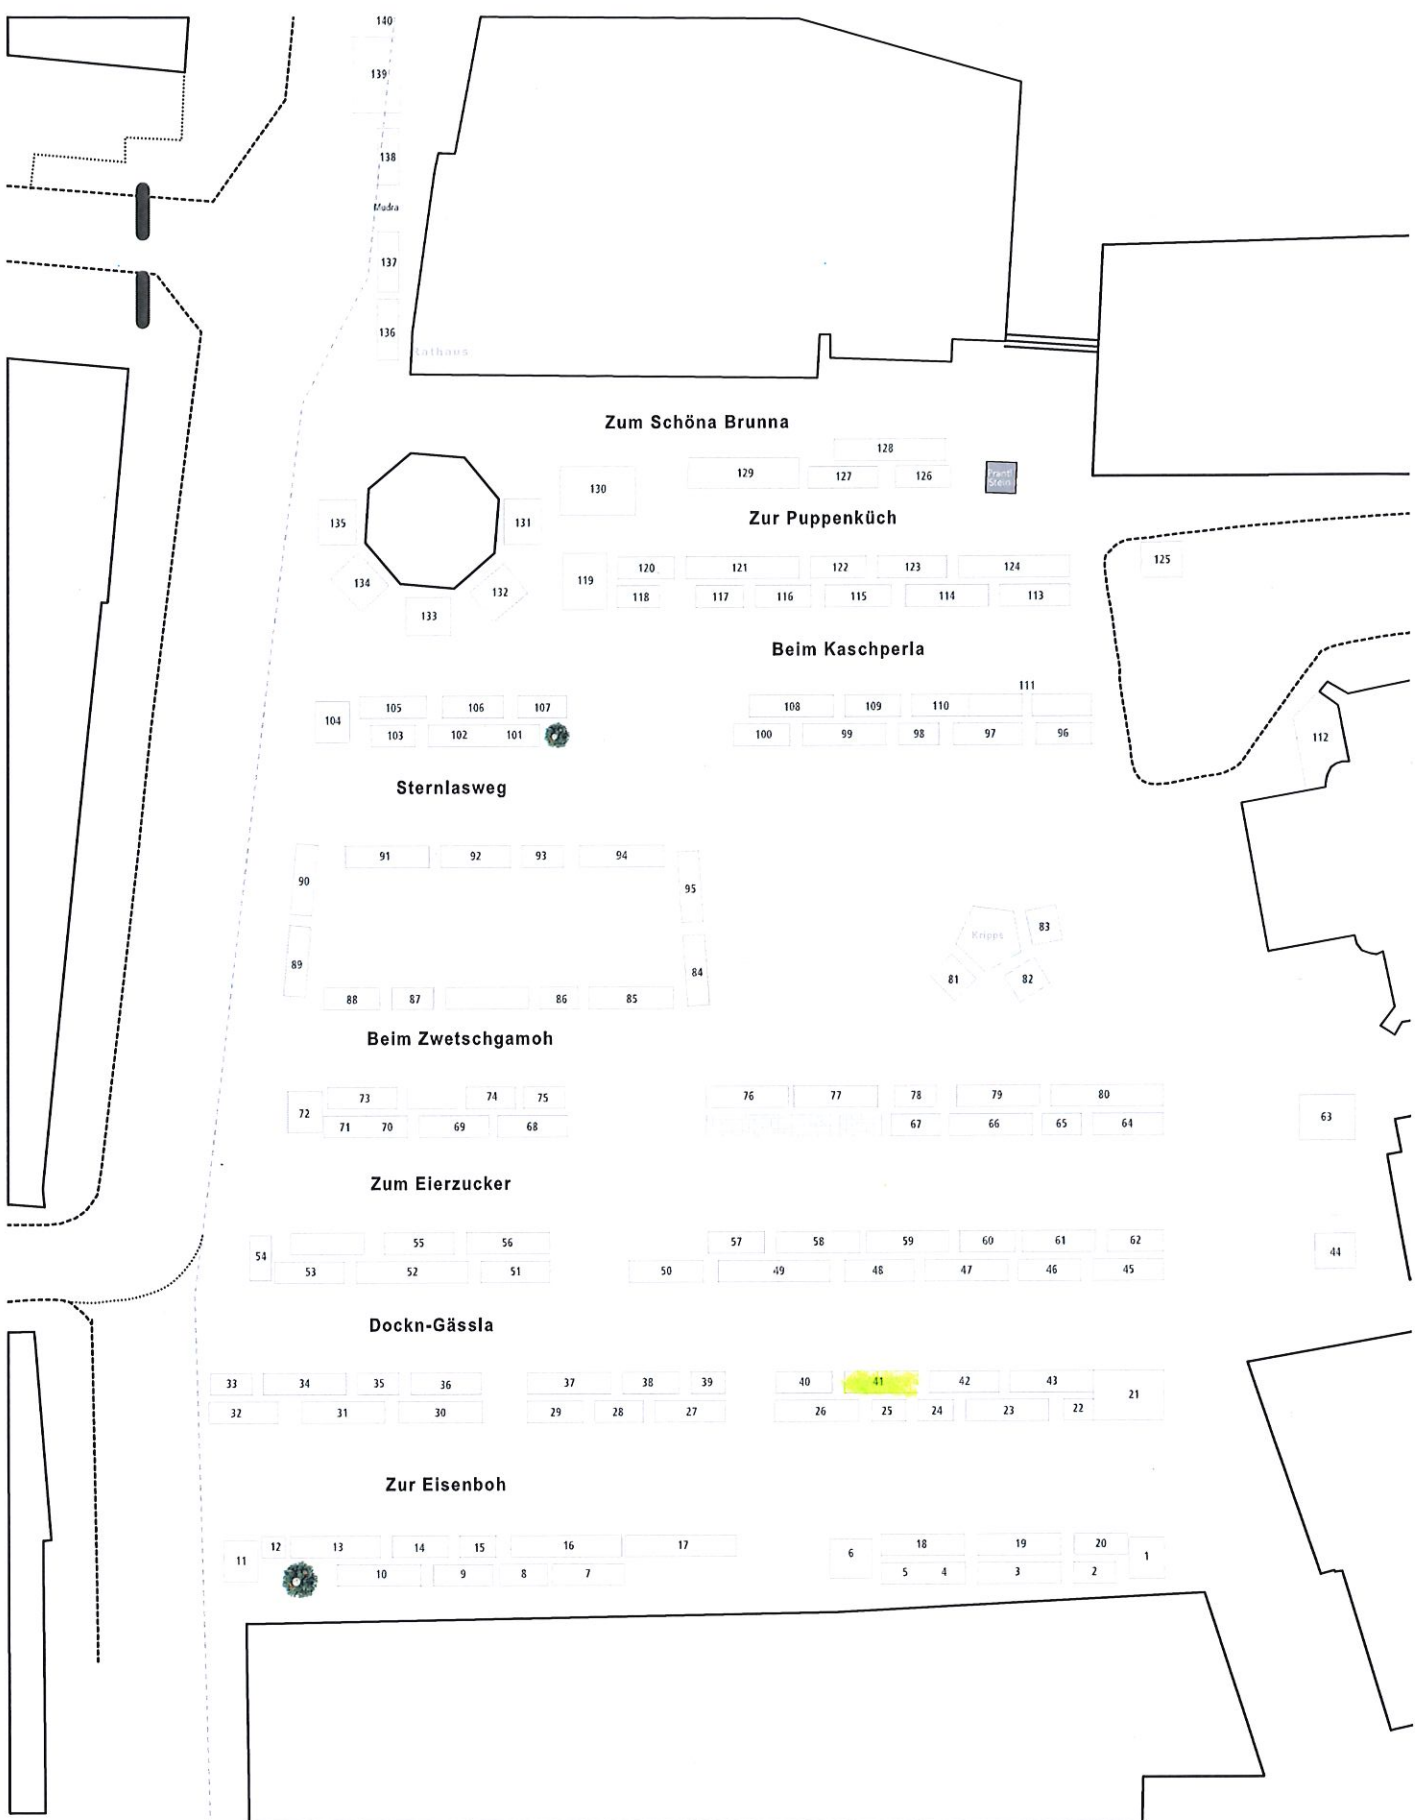 140
139
138
Mudra
137
136
Rathaus
Zum Schöna Brunna
128
129 127 126
130
Prantl Stein
135 131
Zur Puppenküch
134 132
133
119 120 121 122 123 124 125
118 117 116 115 114 113
Beim Kaschperla
111
104 105 106 107 108 109 110
103 102 101 100 99 98 97 96 112
Sternlasweg
90 91 92 93 94 95
89 84
83
Kripps
81 82
88 87 86 85
Beim Zwetschgamoh
72 73 74 75 76 77 78 79 80
71 70 69 68 67 66 65 64 63
Zum Eierzucker
54 55 56 57 58 59 60 61 62 44
53 52 51 50 49 48 47 46 45
Dockn-Gässla
33 34 35 36 37 38 39 40 41 42 43 21
32 31 30 29 28 27 26 25 24 23 22
Zur Eisenboh
11 12 13 14 15 16 17 6 18 19 20 1
10 9 8 7 5 4 3 2